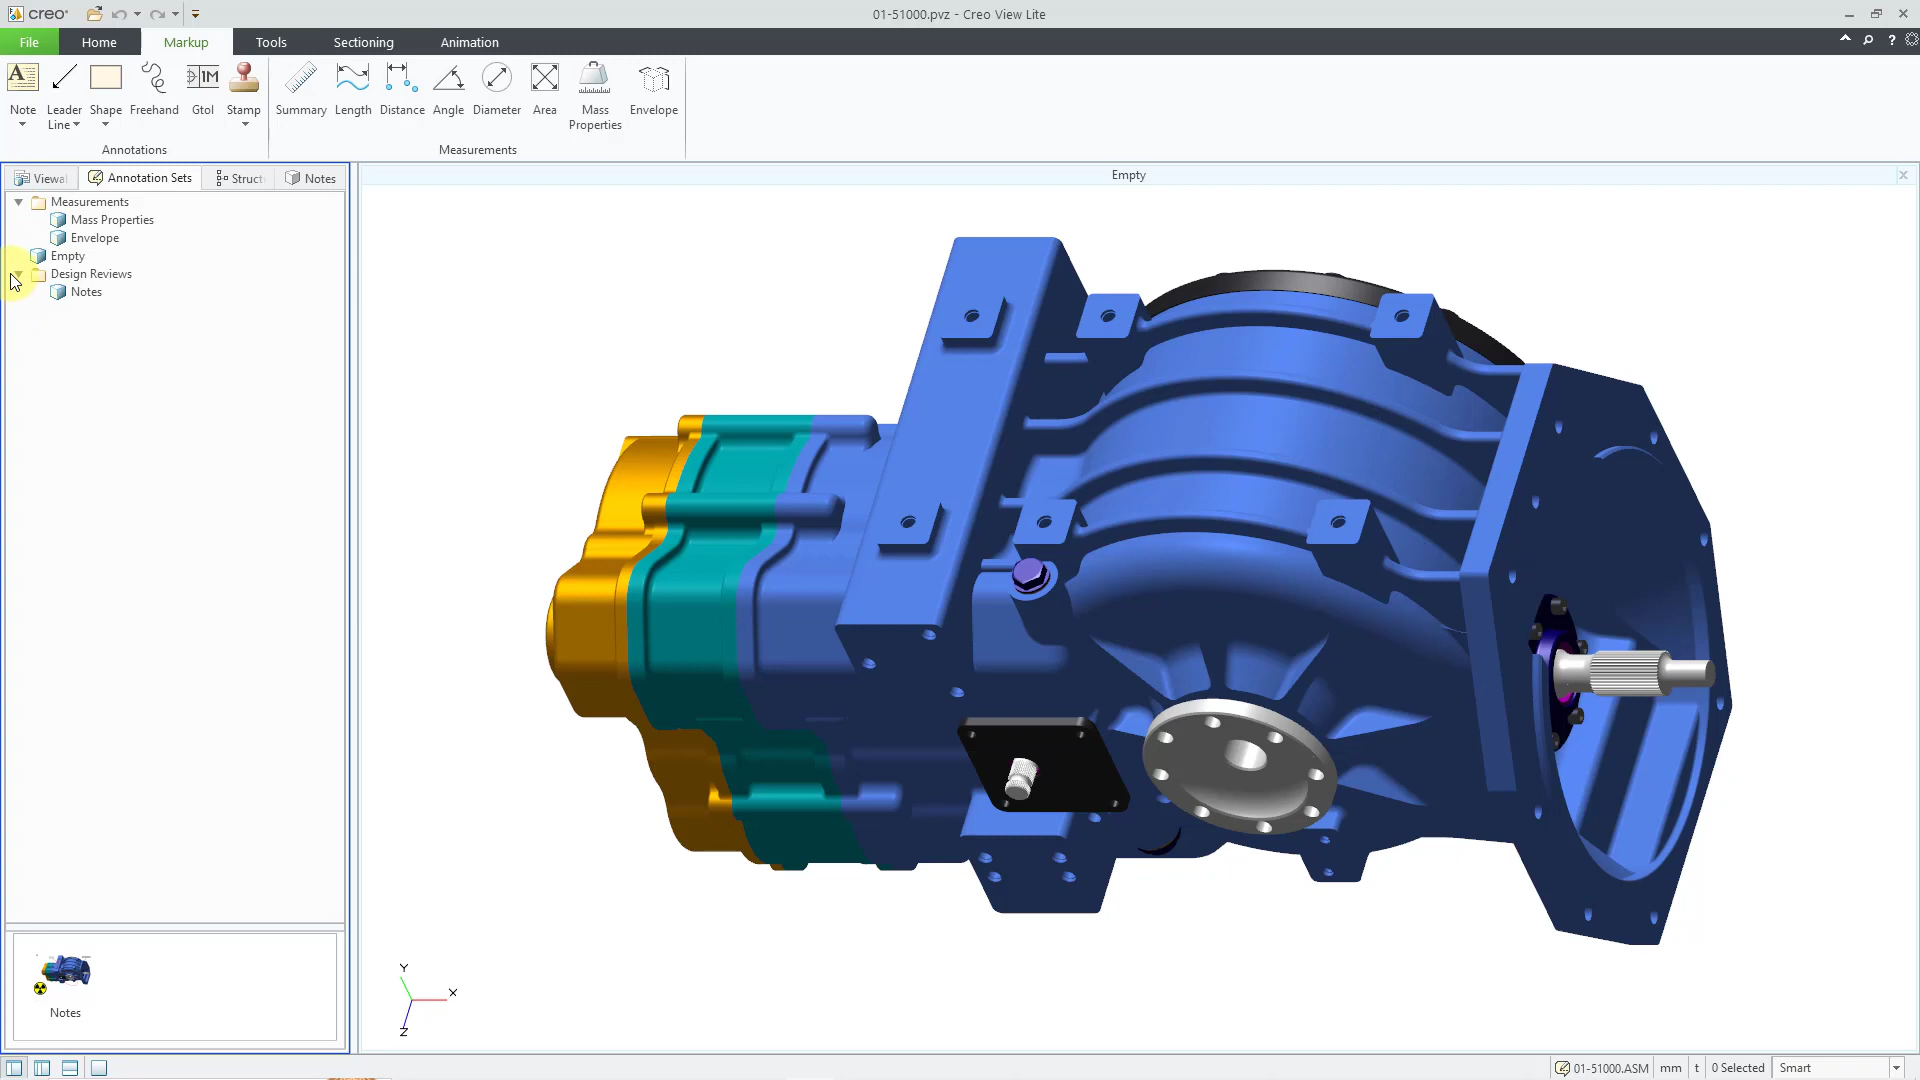 creo
01-51000.pvz - Creo View Lite
File Home Markup Tools Sectioning Animation
Note Leader Line Shape Freehand Gtol Stamp
Summary Length Distance Angle Diameter Area Mass Properties Envelope
Annotations
Measurements
Viewa Annotation Sets Struct Notes
Empty
Measurements
Mass Properties
Envelope
Empty
Design Reviews
Notes
Y
X
Z
Notes
01-51000.ASM mm t 0 Selected Smart